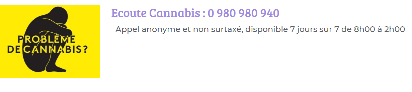 PROBLÈME
DE CANNABIS?
Ecoute Cannabis : 0 980 980 940
Appel anonyme et non surtaxé, disponible 7 jours sur 7 de 8h00 à 2h00